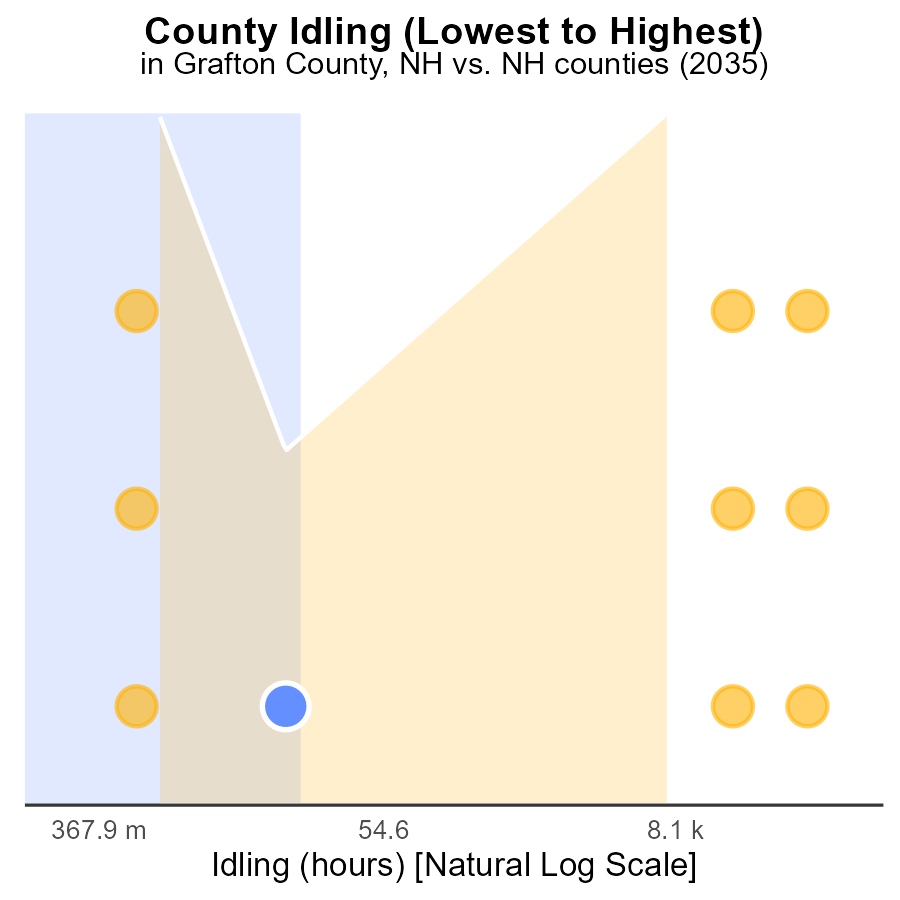 County Idling (Lowest to Highest)
in Grafton County, NH vs. NH counties (2035)
367.9 m 54.6 8.1 k
Idling (hours) [Natural Log Scale]